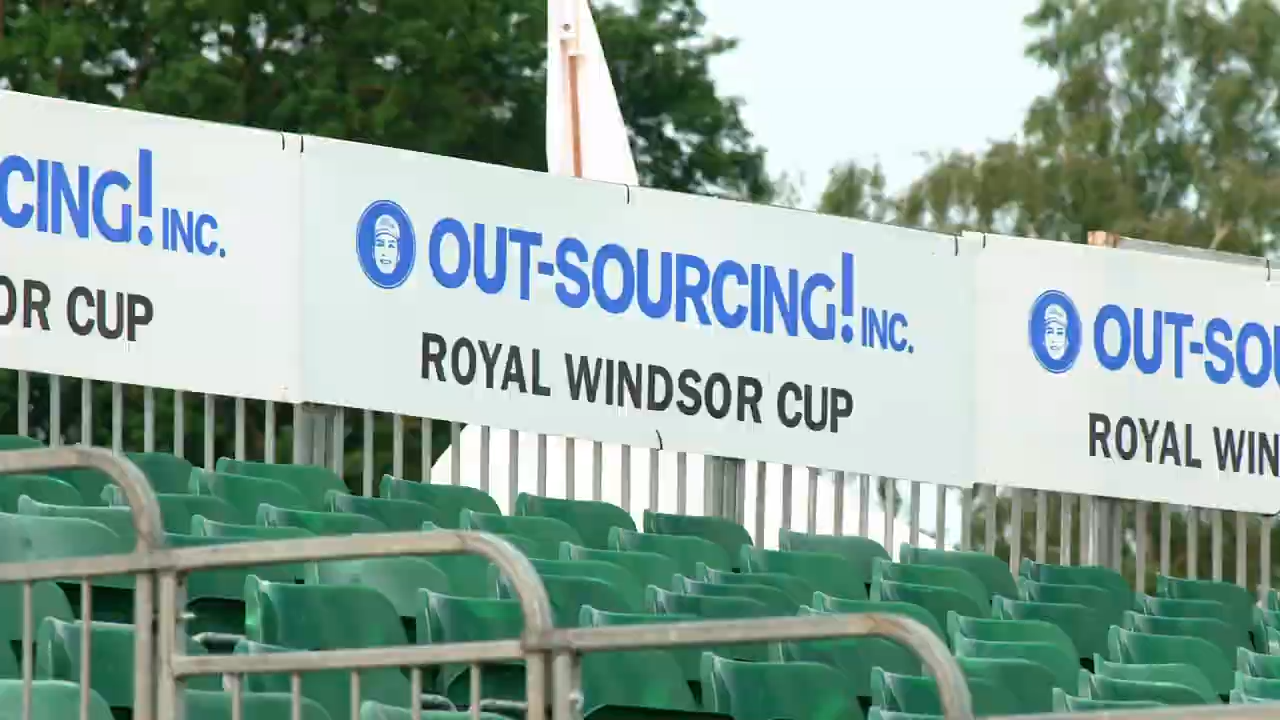 CING! INC.
OR CUP
OUT-SOURCING! INC.
ROYAL WINDSOR CUP
OUT-SOU
ROYAL WIN